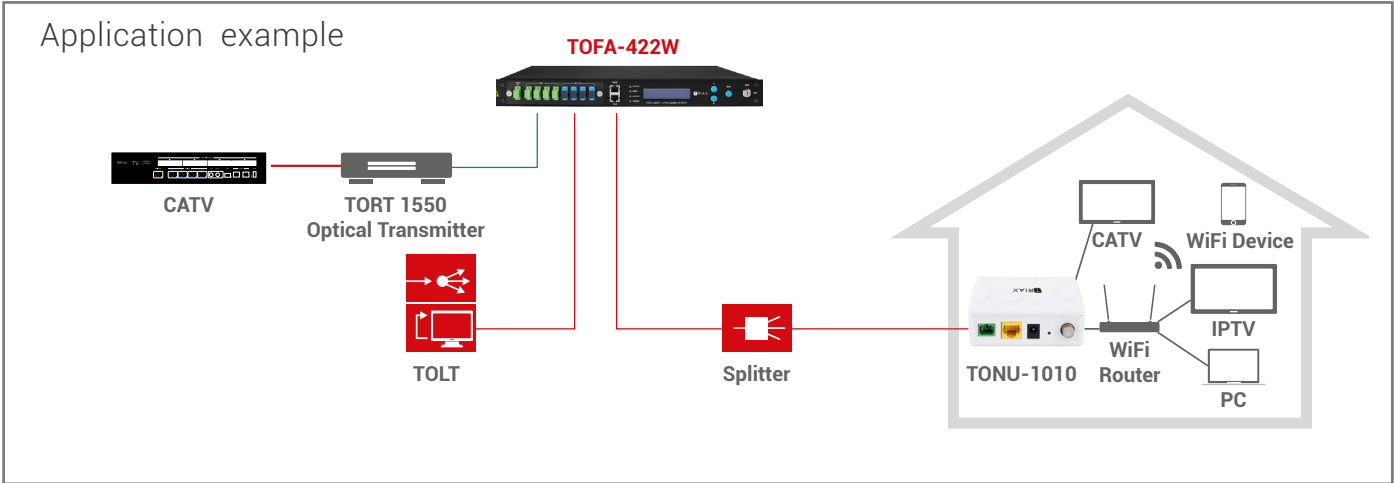 Application example
TOFA-422W
CATV
TORT 1550
Optical Transmitter
TOLT
Splitter
TRIAX
TONU-1010
CATV
WiFi Device
IPTV
WiFi
Router
PC